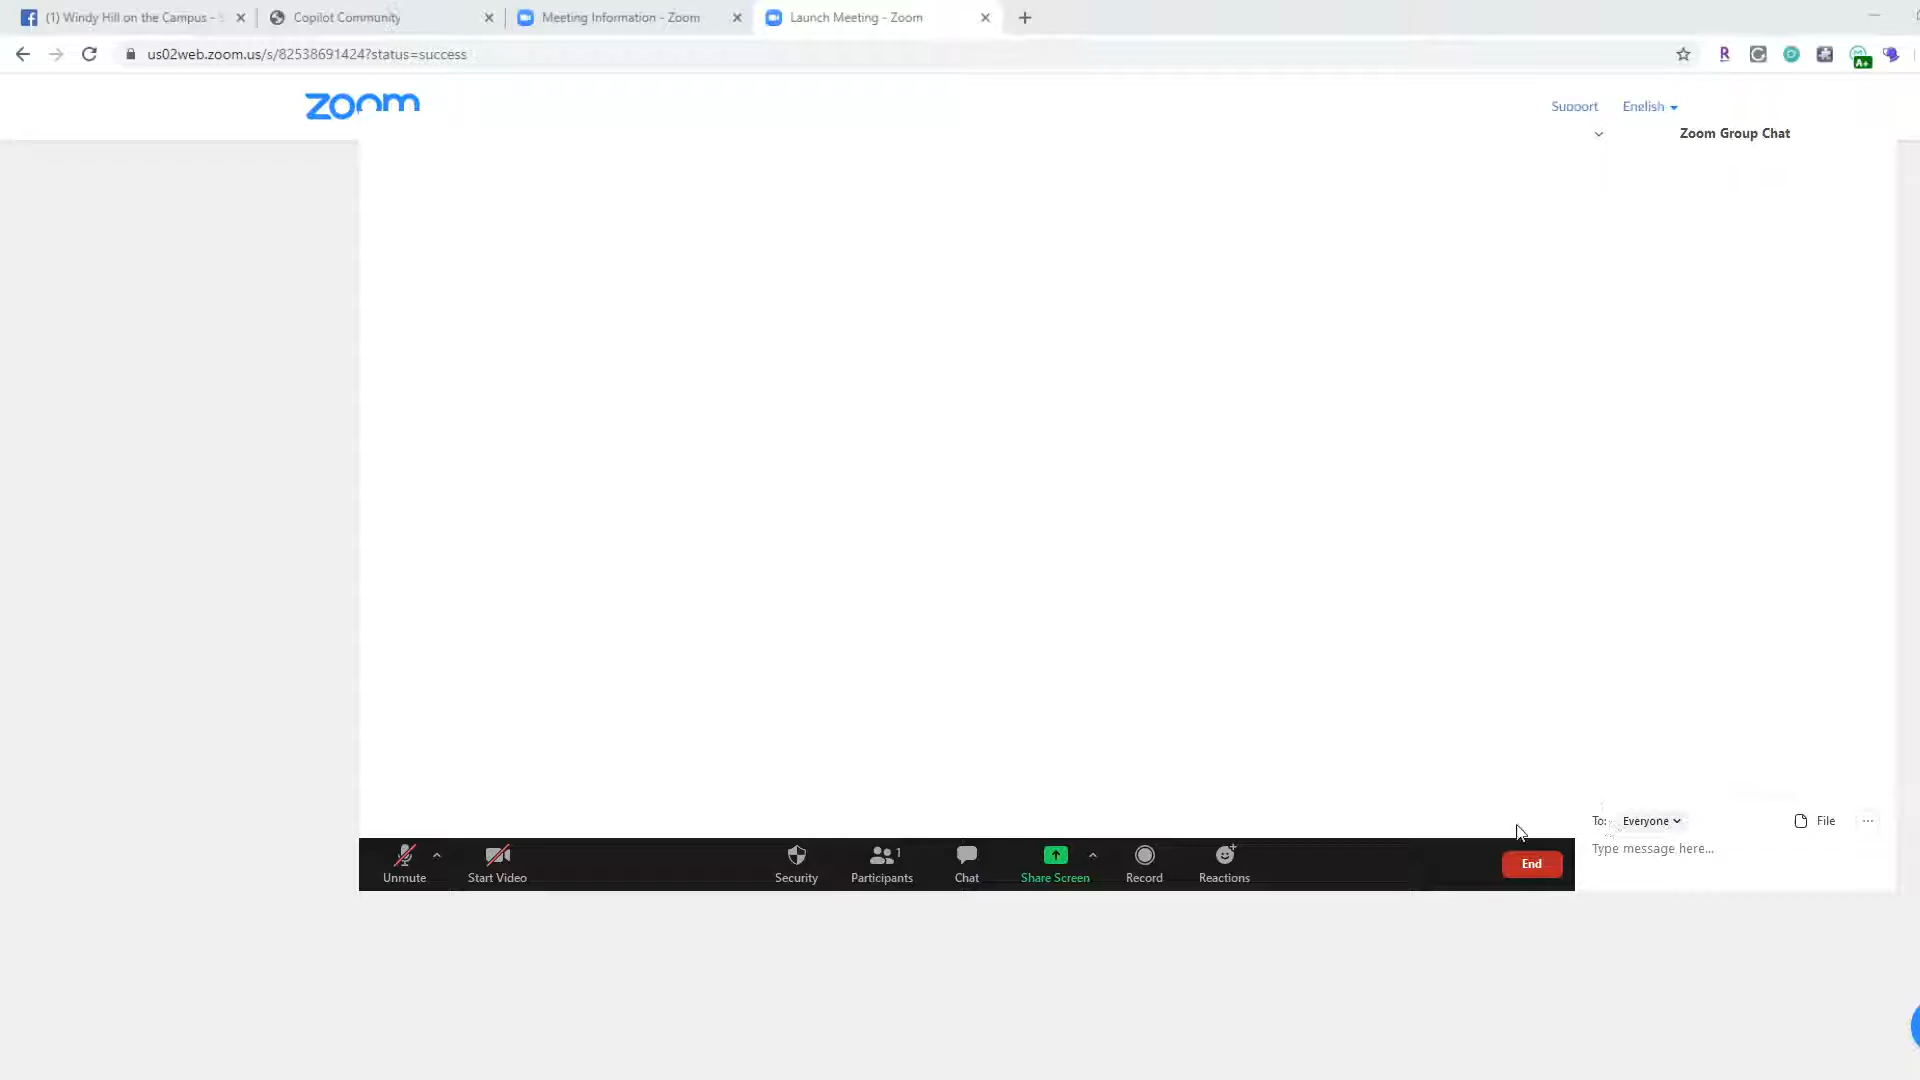 (1) Windy Hill on the Campus -
Copilot Community
Meeting Information - Zoom
Launch Meeting - Zoom
us02web.zoom.us/s/82538691424?status=success
R
A+
zoom
Support
English
Zoom Group Chat
To:
Everyone
File
Type message here...
Unmute
Start Video
Security
1
Participants
Chat
Share Screen
Record
Reactions
End